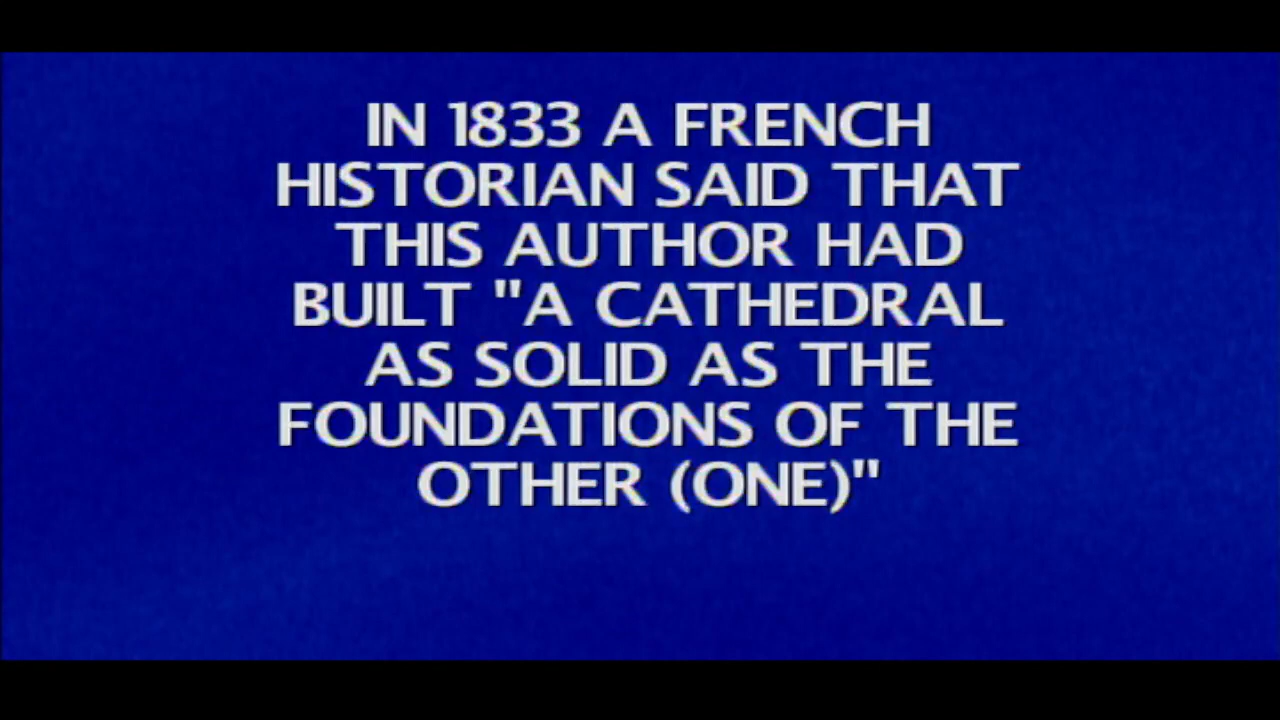 IN 1833 A FRENCH
HISTORIAN SAID THAT
THIS AUTHOR HAD
BUILT "A CATHEDRAL
AS SOLID AS THE
FOUNDATIONS OF THE
OTHER (ONE)"